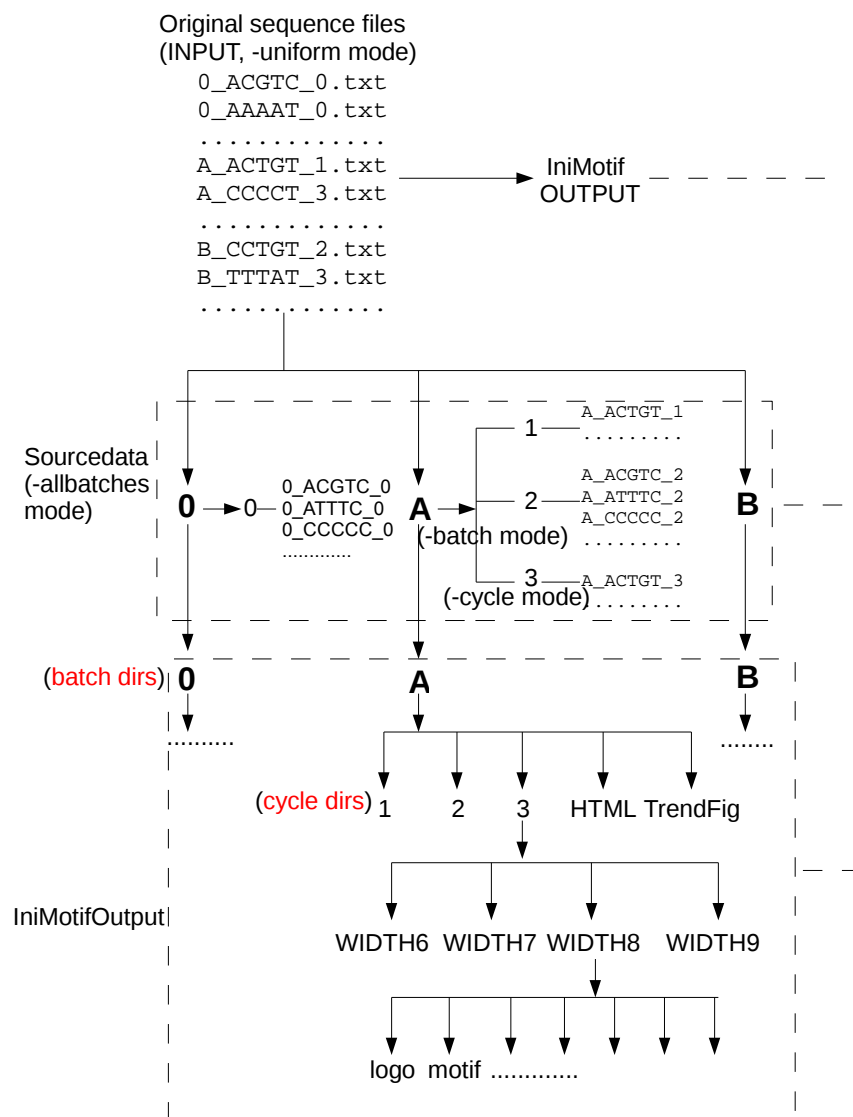 Original sequence files
(INPUT, -uniform mode)
0_ACGTC_0.txt
0_AAAAT_0.txt
.............
A_ACTGT_1.txt
A_CCCCT_3.txt
.............
B_CCTGT_2.txt
B_TTTAT_3.txt
.............
IniMotif
OUTPUT
Sourcedata
(-allbatches
mode)
0
0
0_ACGTC_0
0_ATTTC_0
0_CCCCC_0
.............
A
(-batch mode)
1
A_ACTGT_1
.........
2
A_ACGTC_2
A_ATTTC_2
A_CCCCC_2
.........
3
(-cycle mode)
A_ACTGT_3
.........
B
(batch dirs)
0
A
B
..........
........
(cycle dirs)
1 2 3 HTML TrendFig
IniMotifOutput
WIDTH6 WIDTH7 WIDTH8 WIDTH9
logo motif .............